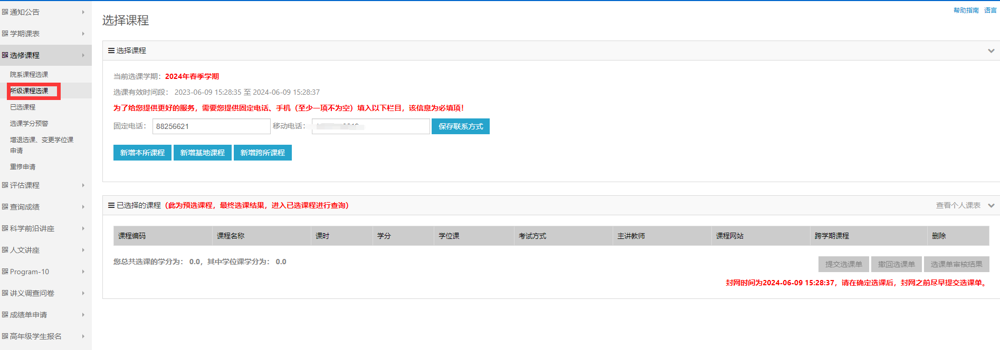 通知公告
学期课表
选修课程
院系课程选课
所级课程选课
已选课程
选课学分预警
增退选课、变更学位课
申请
重修申请
评估课程
查询成绩
科学前沿讲座
人文讲座
Program-10
讲义调查问卷
成绩单申请
高年级学生报名
帮助指南 语言
选择课程
选择课程
当前选课学期：2024年春季学期
选课有效时间段： 2023-06-09 15:28:35 至 2024-06-09 15:28:37
为了给您提供更好的服务，需要您提供固定电话、手机（至少一项不为空）填入以下栏目，该信息为必填项！
固定电话： 88256621 移动电话： 保存联系方式
新增本所课程 新增基地课程 新增跨所课程
已选择的课程（此为预选课程，最终选课结果，进入已选课程进行查询） 查看个人课表
课程编码 课程名称 课时 学分 学位课 考试方式 主讲教师 课程网站 跨学期课程 删除
您总共选课的学分为： 0.0，其中学位课学分为： 0.0
提交选课单 撤回选课单 选课单审核结果
封网时间为2024-06-09 15:28:37，请在确定选课后，封网之前尽早提交选课单。